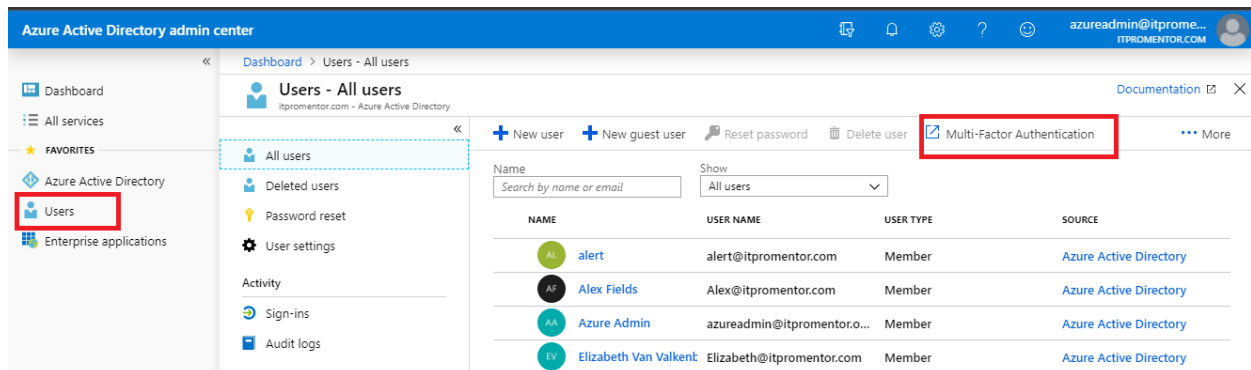 Azure Active Directory admin center
azureadmin@itprome...
ITPROMENTOR.COM
Dashboard > Users - All users
Dashboard
All services
FAVORITES
Azure Active Directory
Users
Enterprise applications
Users - All users
itpromentor.com - Azure Active Directory
Documentation
All users
Deleted users
Password reset
User settings
Activity
Sign-ins
Audit logs
New user
New guest user
Reset password
Delete user
Multi-Factor Authentication
... More
Name
Search by name or email
Show
All users
NAME USER NAME USER TYPE SOURCE
AL alert alert@itpromentor.com Member Azure Active Directory
AF Alex Fields Alex@itpromentor.com Member Azure Active Directory
AA Azure Admin azureadmin@itpromentor.o... Member Azure Active Directory
EV Elizabeth Van Valkenb Elizabeth@itpromentor.com Member Azure Active Directory